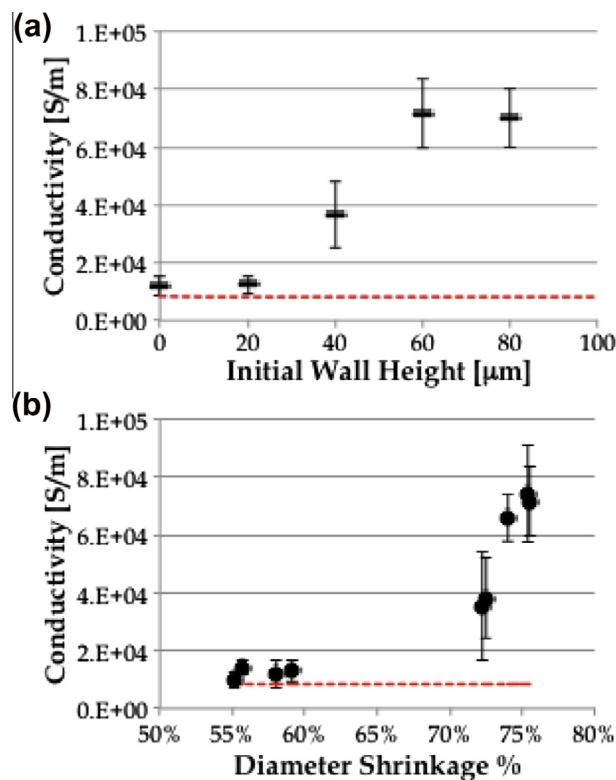 (a)
1.E+05
8.E+04
6.E+04
4.E+04
2.E+04
0.E+00
Conductivity [S/m]
0 20 40 60 80 100
Initial Wall Height [μm]
(b)
1.E+05
8.E+04
6.E+04
4.E+04
2.E+04
0.E+00
Conductivity [S/m]
50% 55% 60% 65% 70% 75% 80%
Diameter Shrinkage %